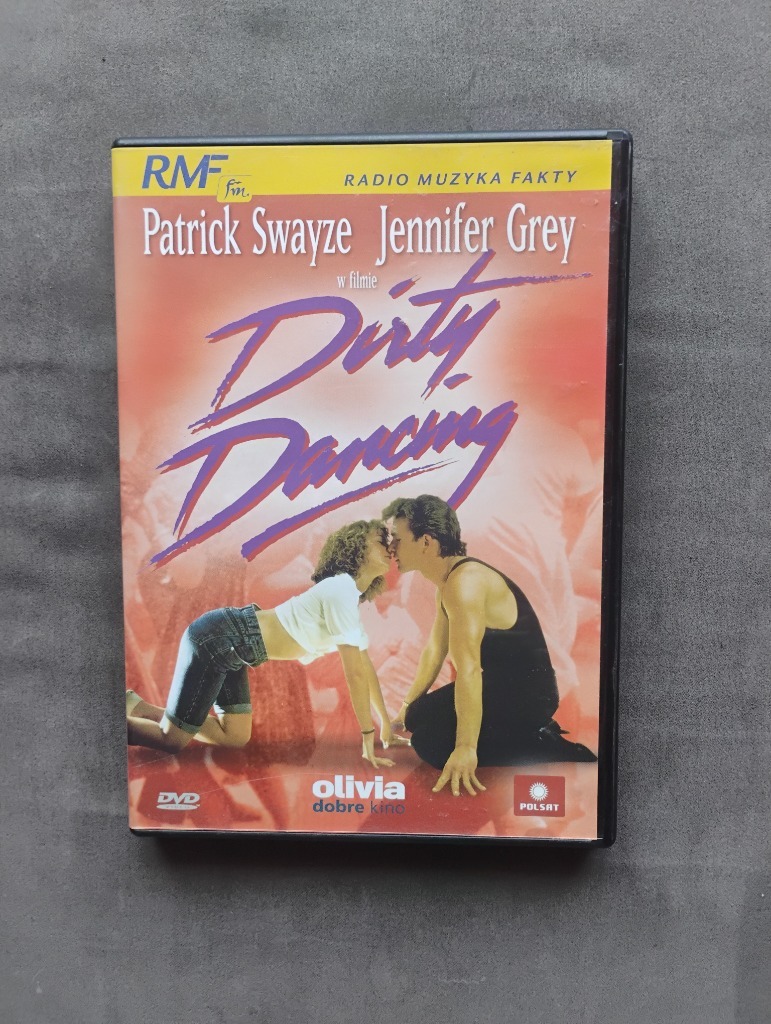 RMF fm
RADIO MUZYKA FAKTY
Patrick Swayze Jennifer Grey
w filmie
Dirty
Dancing
olivia
dobre kino
DVD
POLSAT